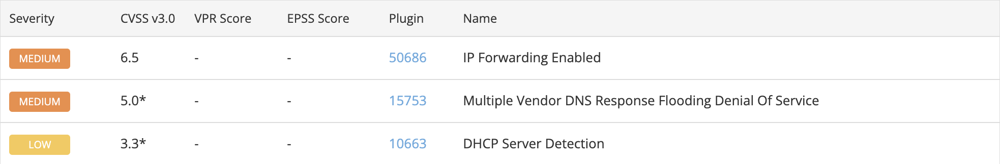 Severity CVSS v3.0 VPR Score EPSS Score Plugin Name
MEDIUM 6.5 - - 50686 IP Forwarding Enabled
MEDIUM 5.0* - - 15753 Multiple Vendor DNS Response Flooding Denial Of Service
LOW 3.3* - - 10663 DHCP Server Detection